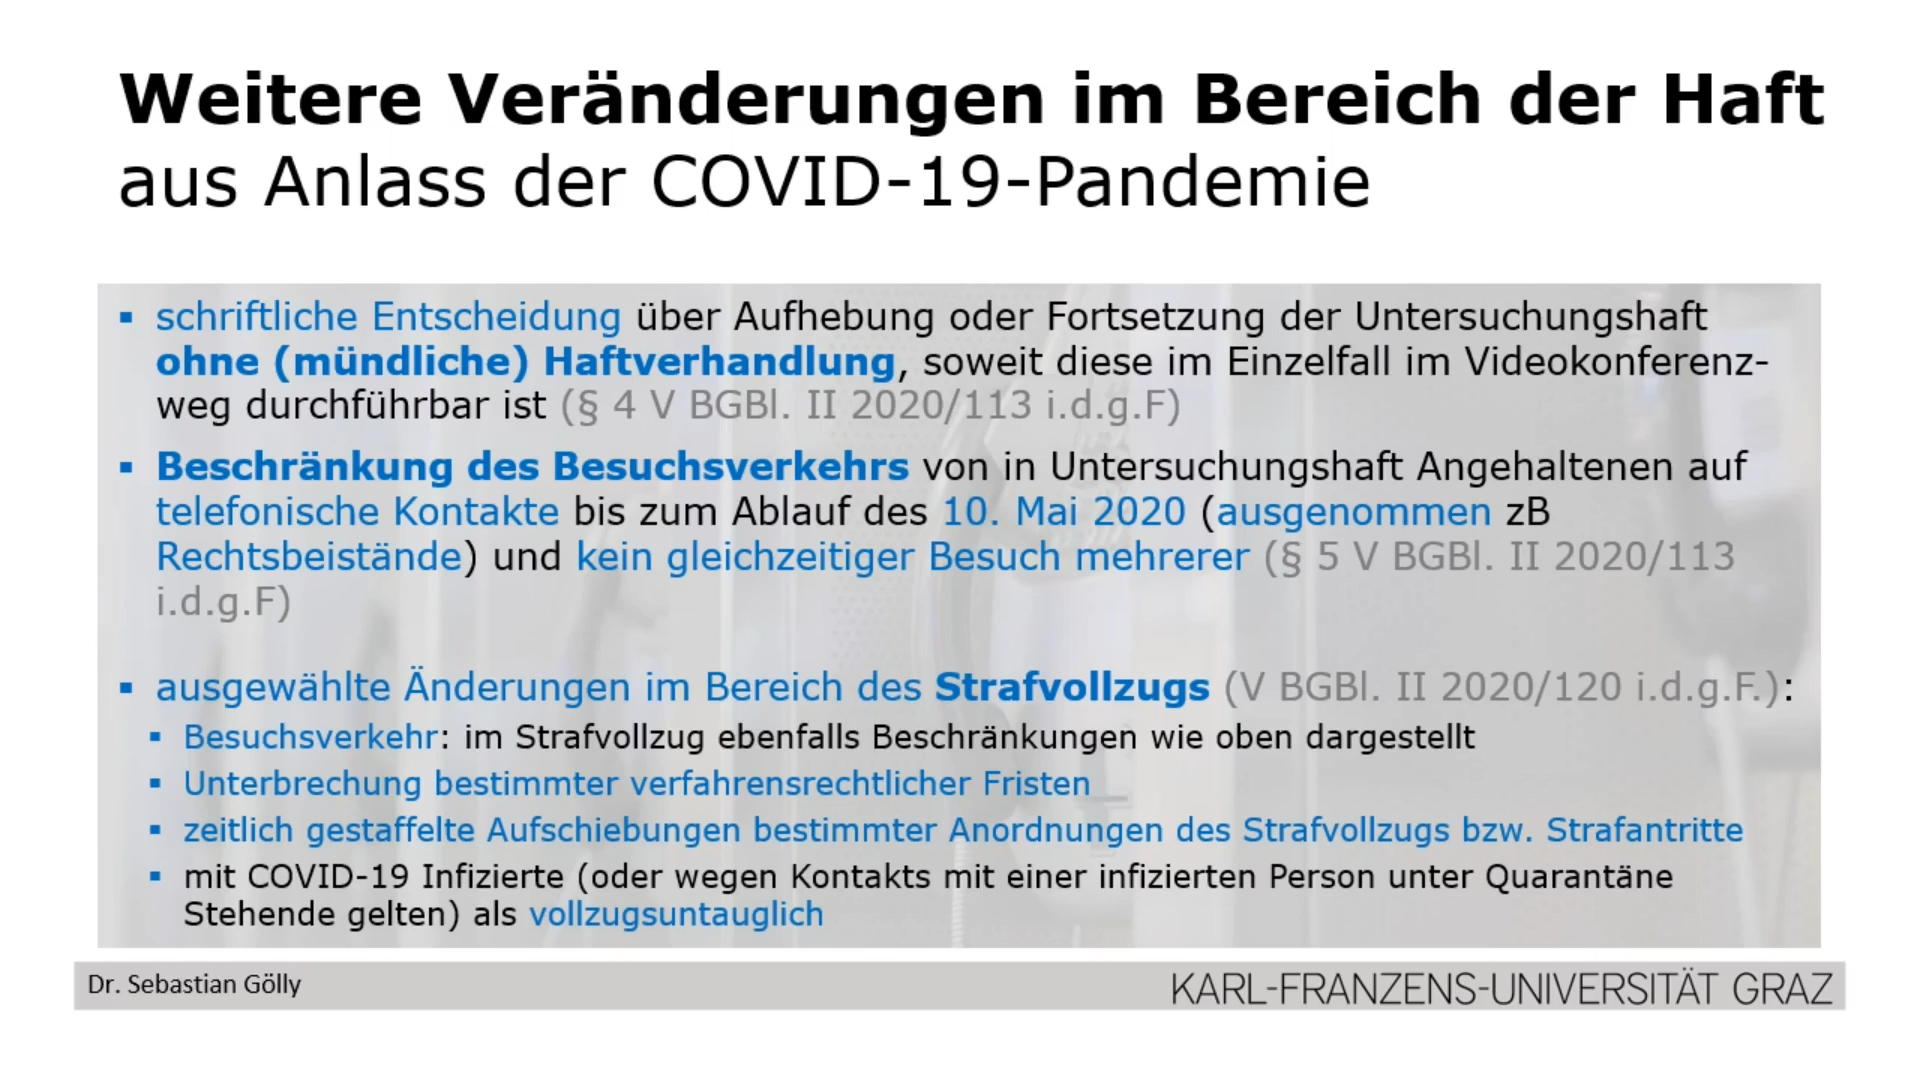 Weitere Veränderungen im Bereich der Haft
aus Anlass der COVID-19-Pandemie
▪ schriftliche Entscheidung über Aufhebung oder Fortsetzung der Untersuchungshaft
ohne (mündliche) Haftverhandlung, soweit diese im Einzelfall im Videokonferenz-
weg durchführbar ist (§ 4 V BGBl. II 2020/113 i.d.g.F)
▪ Beschränkung des Besuchsverkehrs von in Untersuchungshaft Angehaltenen auf
telefonische Kontakte bis zum Ablauf des 10. Mai 2020 (ausgenommen zB
Rechtsbeistände) und kein gleichzeitiger Besuch mehrerer (§ 5 V BGBl. II 2020/113
i.d.g.F)
▪ ausgewählte Änderungen im Bereich des Strafvollzugs (V BGBl. II 2020/120 i.d.g.F.):
▪ Besuchsverkehr: im Strafvollzug ebenfalls Beschränkungen wie oben dargestellt
▪ Unterbrechung bestimmter verfahrensrechtlicher Fristen
▪ zeitlich gestaffelte Aufschiebungen bestimmter Anordnungen des Strafvollzugs bzw. Strafantritte
▪ mit COVID-19 Infizierte (oder wegen Kontakts mit einer infizierten Person unter Quarantäne
Stehende gelten) als vollzugsuntauglich
Dr. Sebastian Gölly
KARL-FRANZENS-UNIVERSITÄT GRAZ